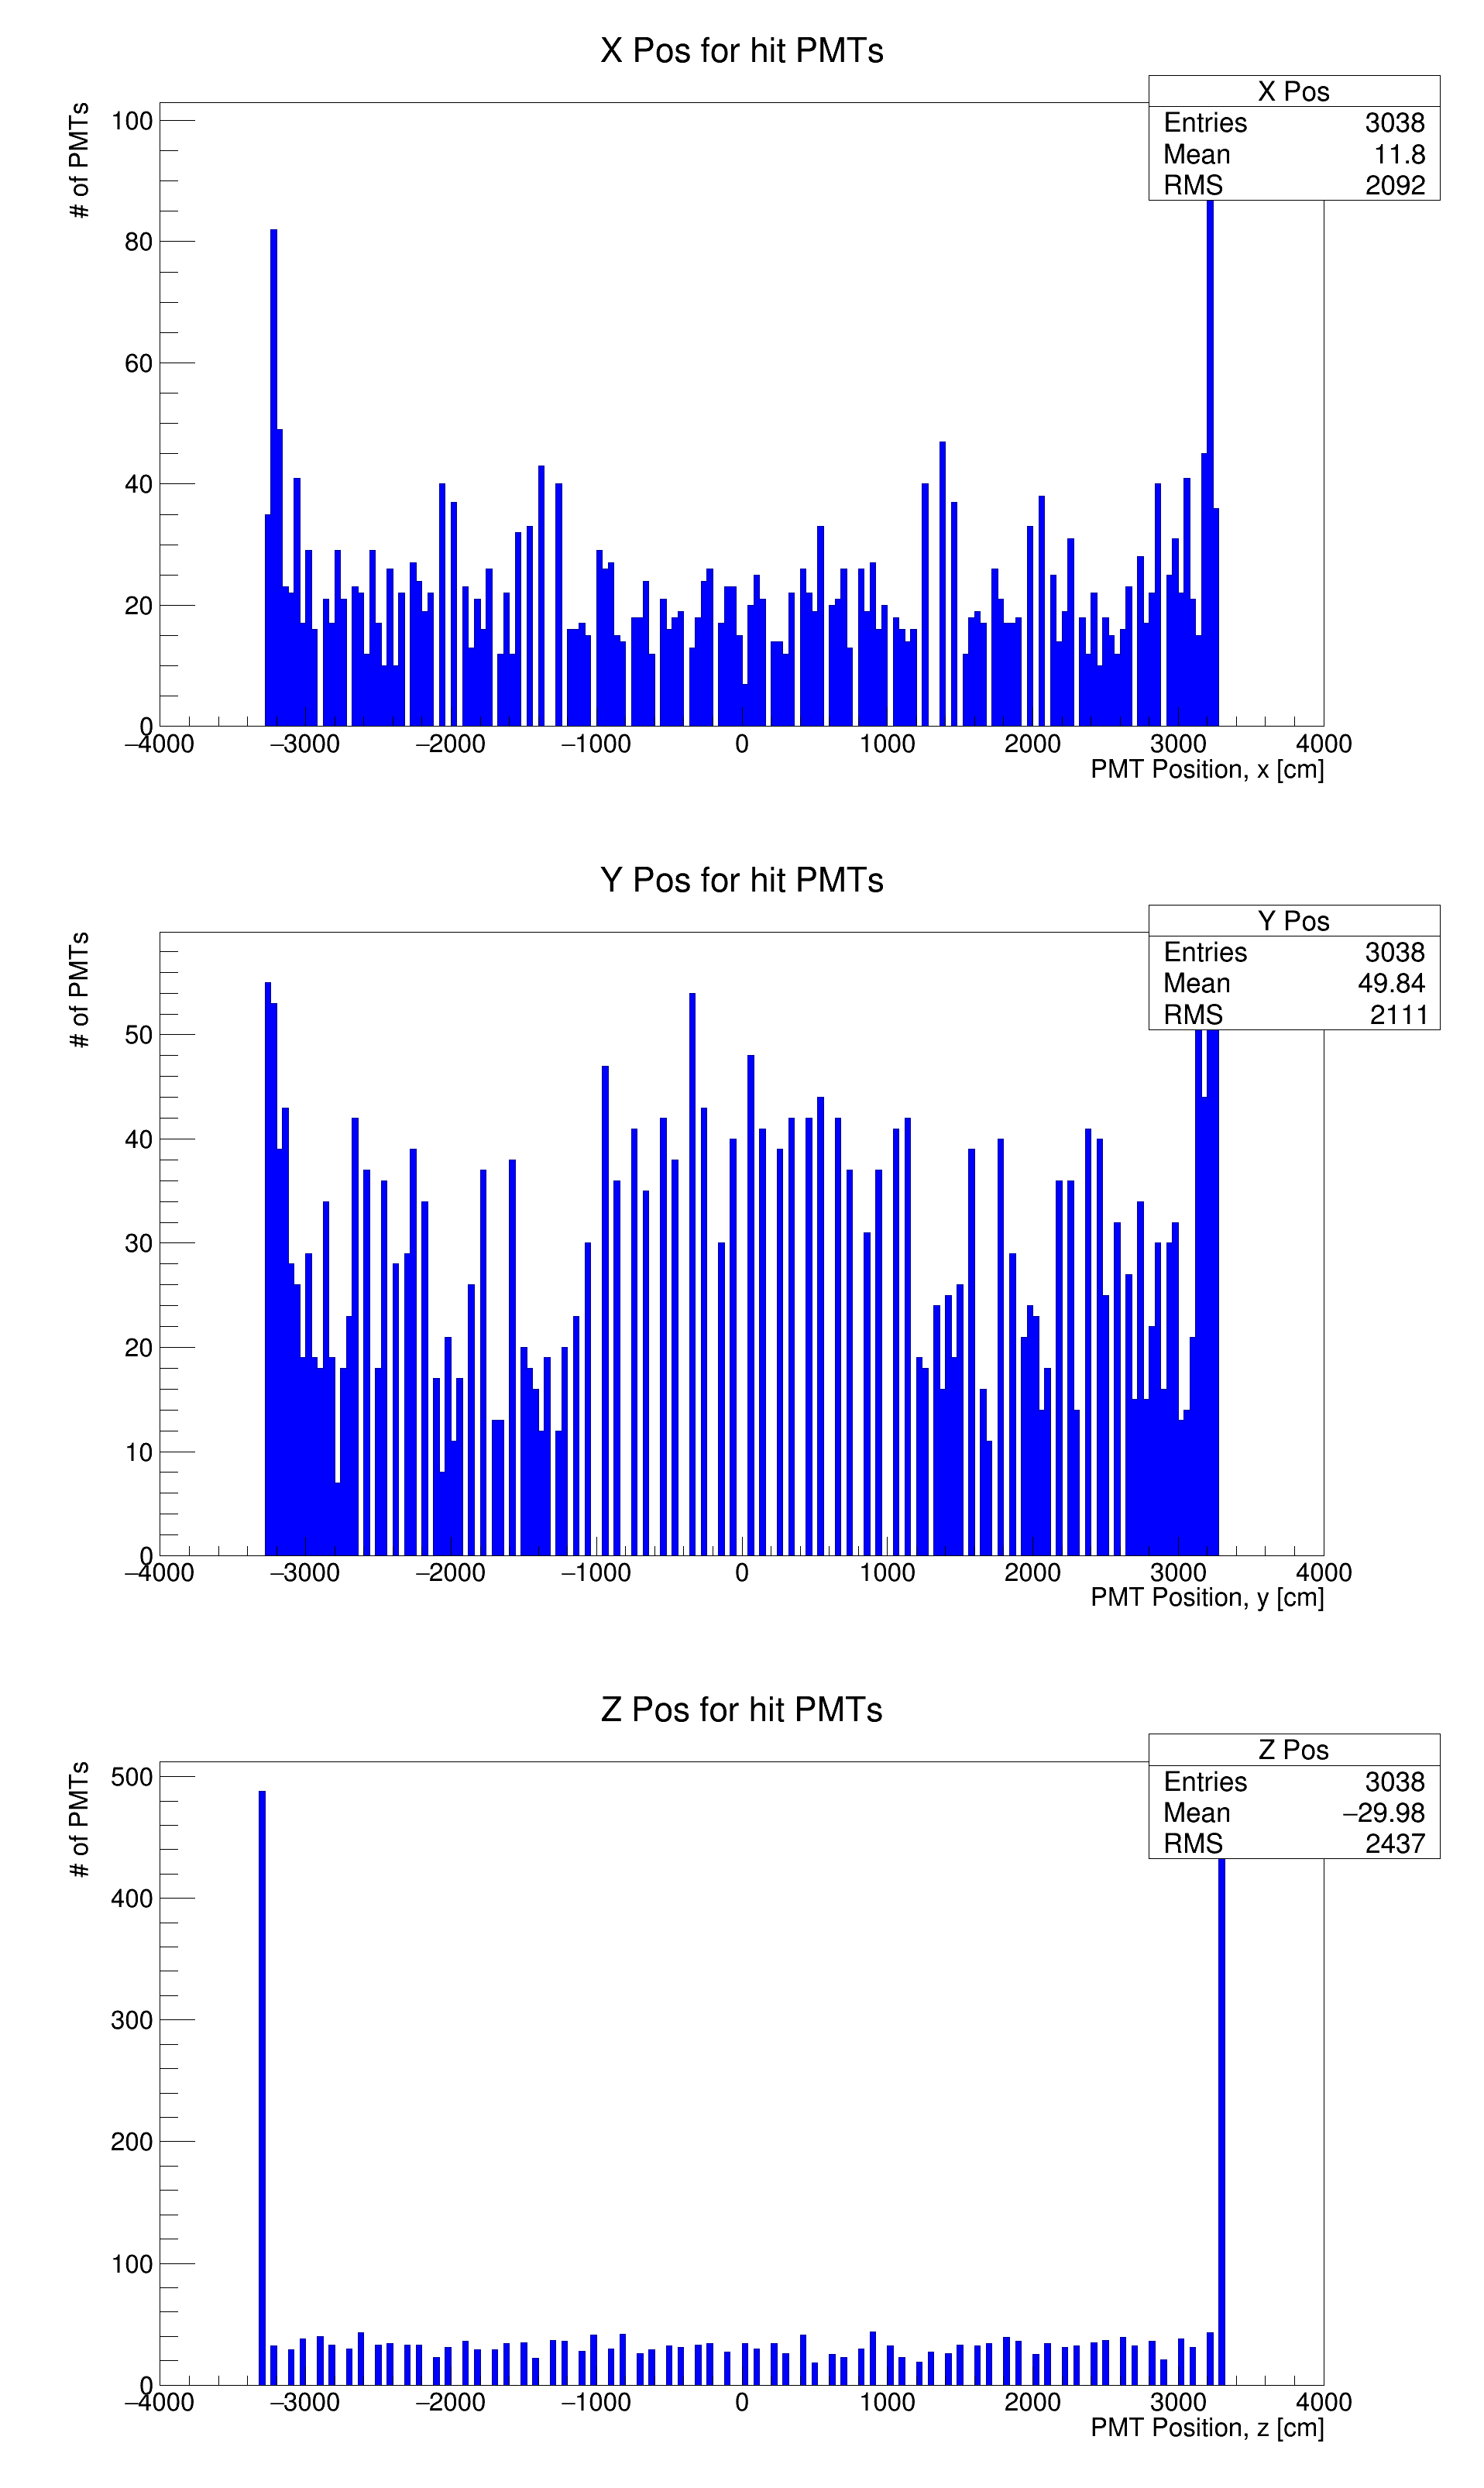 X Pos for hit PMTs
# of PMTs
X Pos
Entries 3038
Mean 11.8
RMS 2092
100
80
60
40
20
0
−4000 −3000 −2000 −1000 0 1000 2000 3000 4000
PMT Position, x [cm]
Y Pos for hit PMTs
# of PMTs
Y Pos
Entries 3038
Mean 49.84
RMS 2111
50
40
30
20
10
0
−4000 −3000 −2000 −1000 0 1000 2000 3000 4000
PMT Position, y [cm]
Z Pos for hit PMTs
# of PMTs
Z Pos
Entries 3038
Mean −29.98
RMS 2437
500
400
300
200
100
0
−4000 −3000 −2000 −1000 0 1000 2000 3000 4000
PMT Position, z [cm]